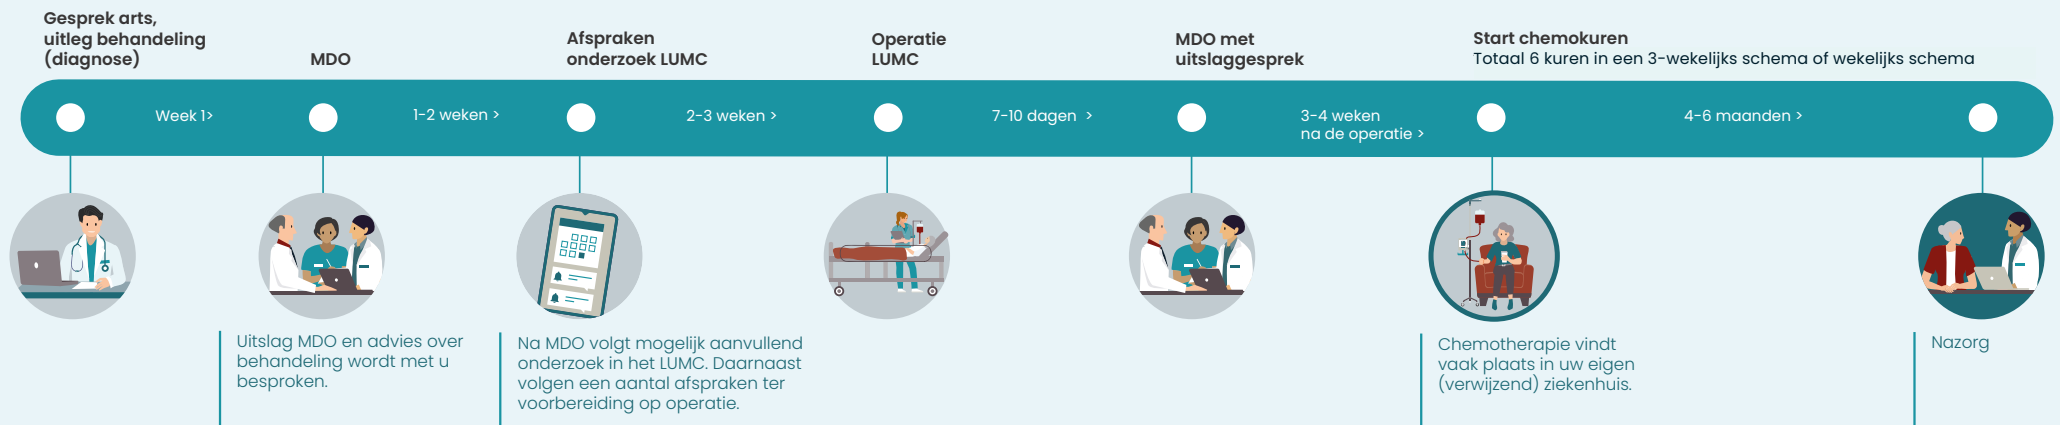 Gesprek arts,
uitleg behandeling
(diagnose)
MDO
Afspraken
onderzoek LUMC
Operatie
LUMC
MDO met
uitslaggesprek
Start chemokuren
Totaal 6 kuren in een 3-wekelijks schema of wekelijks schema
Week 1>
1-2 weken >
2-3 weken >
7-10 dagen >
3-4 weken
na de operatie >
4-6 maanden >
Uitslag MDO en advies over
behandeling wordt met u
besproken.
Na MDO volgt mogelijk aanvullend
onderzoek in het LUMC. Daarnaast
volgen een aantal afspraken ter
voorbereiding op operatie.
Chemotherapie vindt
vaak plaats in uw eigen
(verwijzend) ziekenhuis.
Nazorg